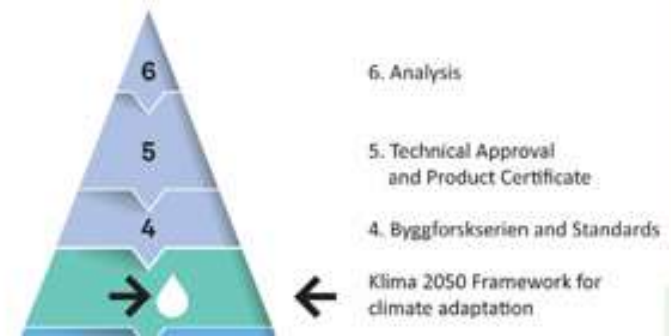 6
6. Analysis
5
5. Technical Approval
and Product Certificate
4
4. Byggforskserien and Standards
Klima 2050 Framework for
climate adaptation